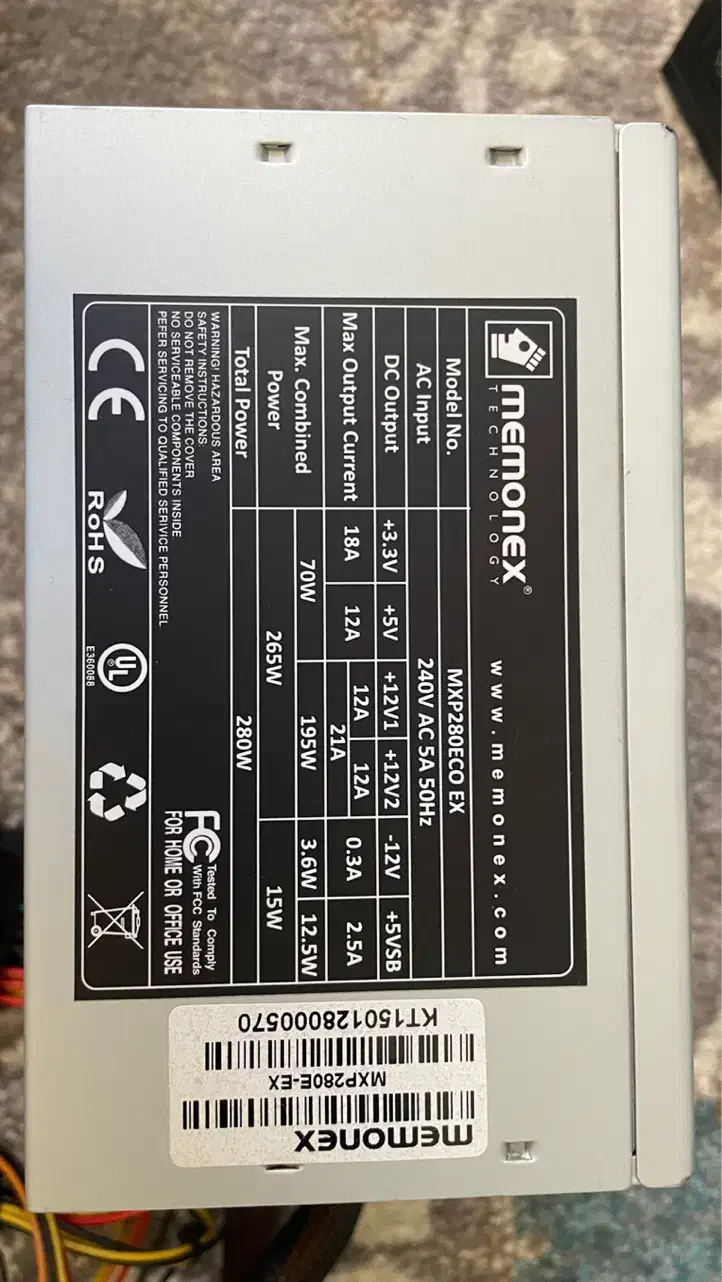 MEMONEX®
TECHNOLOGY
www.memonex.com
Model No. MXP280ECO EX
AC Input 240V AC 5A 50Hz
DC Output +3.3V +5V +12V1 +12V2 -12V +5VSB
Max Output Current 18A 12A 12A 12A 0.3A 2.5A
21A
Max. Combined Power 70W 195W 3.6W 12.5W
265W 15W
Total Power 280W
WARNING! HAZARDOUS AREA
SAFETY INSTRUCTIONS:
DO NOT REMOVE THE COVER
NO SERVICEABLE COMPONENTS INSIDE.
PEFER SERVICING TO QUALIFIED SERVICE PERSONNEL
FC Tested To Comply
With FCC Standards
FOR HOME OR OFFICE USE
CE
RoHS
UL
®
E360088
MEMONEX
MXP280E-EX
KT150128000570